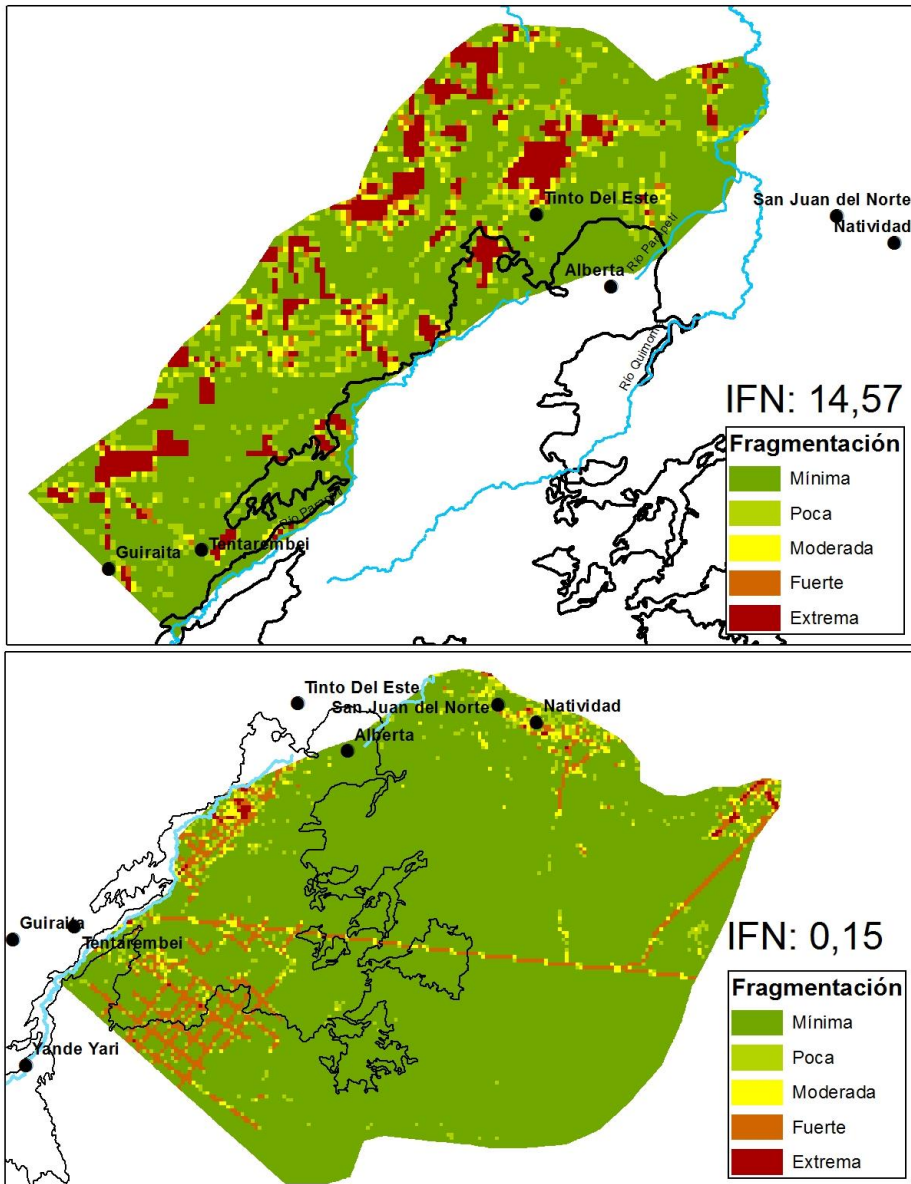 Tinto Del Este
San Juan del Norte
Natividad
Río Parapetí
Alberta
Río Quimome
IFN: 14,57
Fragmentación
Mínima
Poca
Moderada
Fuerte
Extrema
Río Parapetí
Tentarembei
Guiraita
Tinto Del Este
San Juan del Norte
Natividad
Alberta
Guiraita
Tentarembei
IFN: 0,15
Fragmentación
Mínima
Poca
Moderada
Fuerte
Extrema
Yande Yari